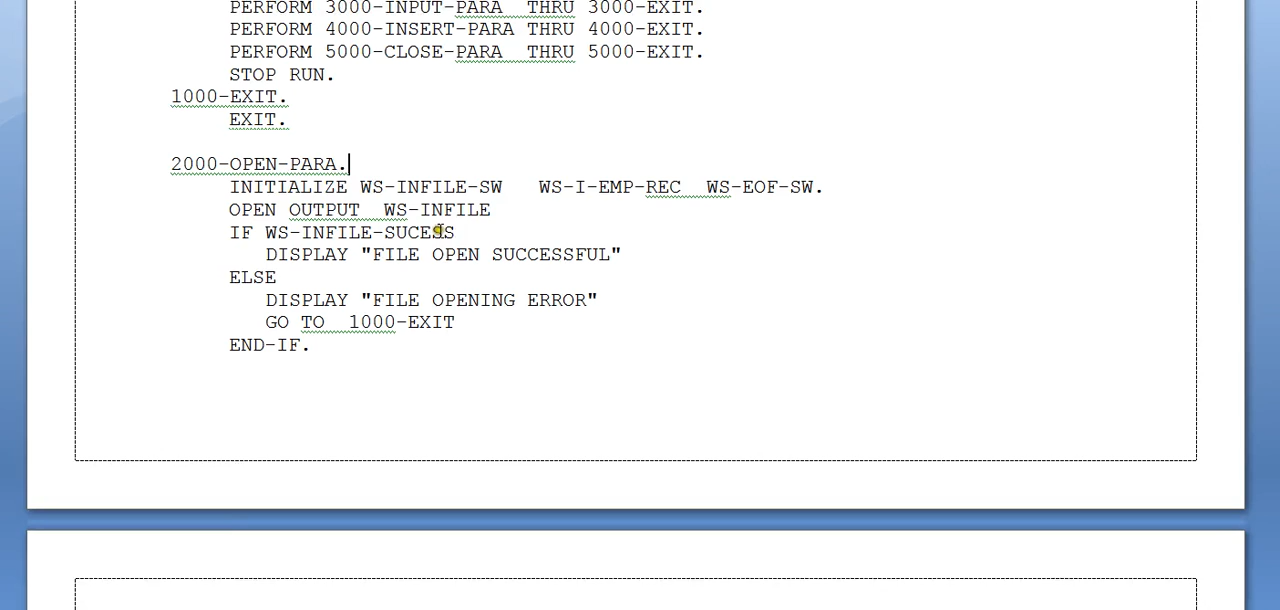 PERFORM 3000-INPUT-PARA  THRU 3000-EXIT.
PERFORM 4000-INSERT-PARA THRU 4000-EXIT.
PERFORM 5000-CLOSE-PARA  THRU 5000-EXIT.
STOP RUN.
1000-EXIT.
EXIT.
2000-OPEN-PARA.
INITIALIZE WS-INFILE-SW   WS-I-EMP-REC  WS-EOF-SW.
OPEN OUTPUT  WS-INFILE
IF WS-INFILE-SUCESS
DISPLAY "FILE OPEN SUCCESSFUL"
ELSE
DISPLAY "FILE OPENING ERROR"
GO TO  1000-EXIT
END-IF.